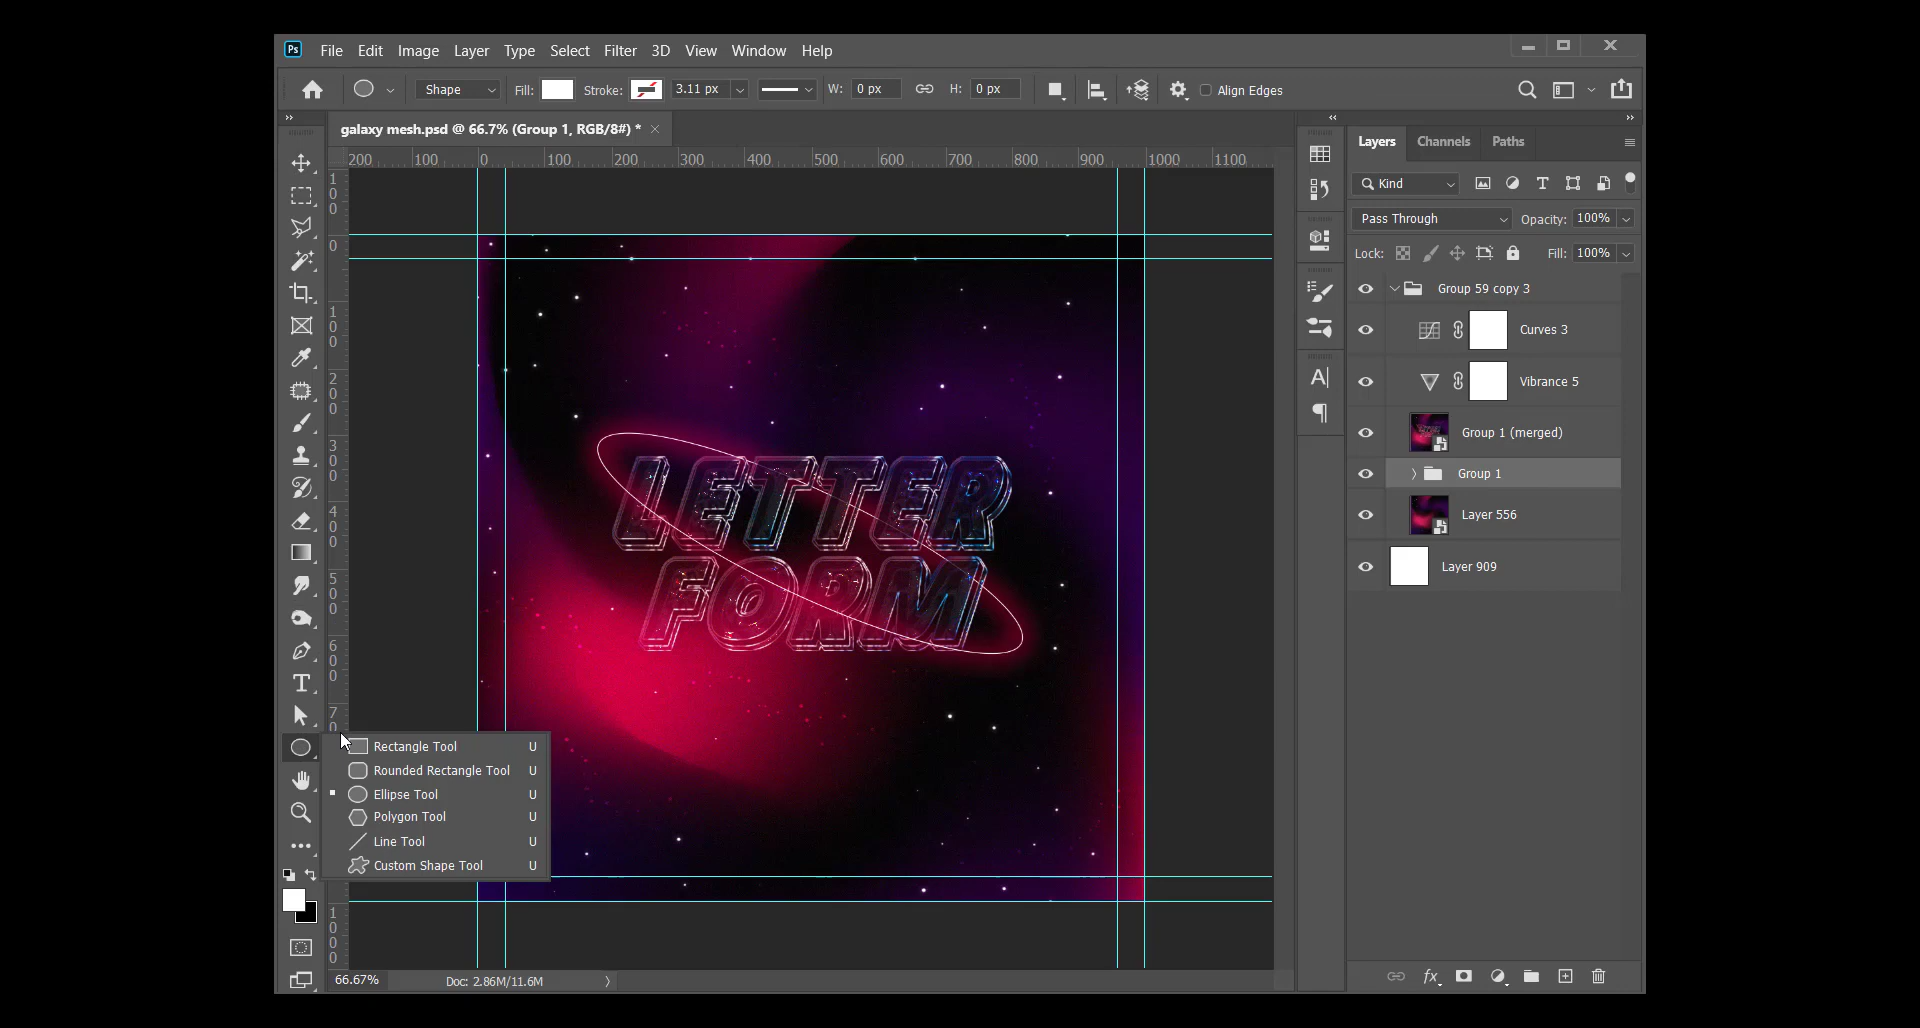 Ps File Edit Image Layer Type Select Filter 3D View Window Help
Shape Fill: Stroke: 3.11 px W: 0 px H: 0 px Align Edges
galaxy mesh.psd @ 66.7% (Group 1, RGB/8#) *
200 100 0 100 200 300 400 500 600 700 800 900 1000 1100
100
0
100
200
300
400
500
600
70
1000
LETTER
FORM
Rectangle Tool U
Rounded Rectangle Tool U
Ellipse Tool U
Polygon Tool U
Line Tool U
Custom Shape Tool U
66.67% Doc: 2.86M/11.6M
Layers Channels Paths
Kind
Pass Through Opacity: 100%
Lock: Fill: 100%
Group 59 copy 3
Curves 3
Vibrance 5
Group 1 (merged)
Group 1
Layer 556
Layer 909
fx